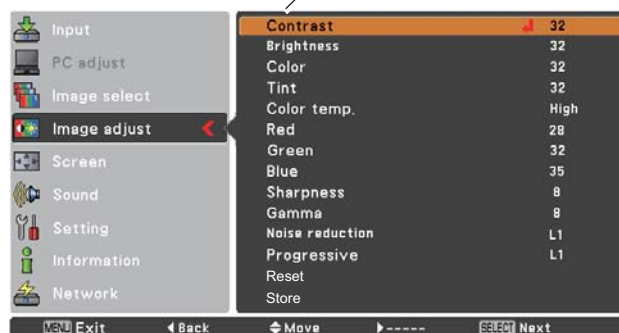 Input
PC adjust
Image select
Image adjust
Screen
Sound
Setting
Information
Network
Contrast 32
Brightness 32
Color 32
Tint 32
Color temp. High
Red 28
Green 32
Blue 35
Sharpness 8
Gamma 8
Noise reduction L1
Progressive L1
Reset
Store
MENU Exit Back Move ----- SELECT Next